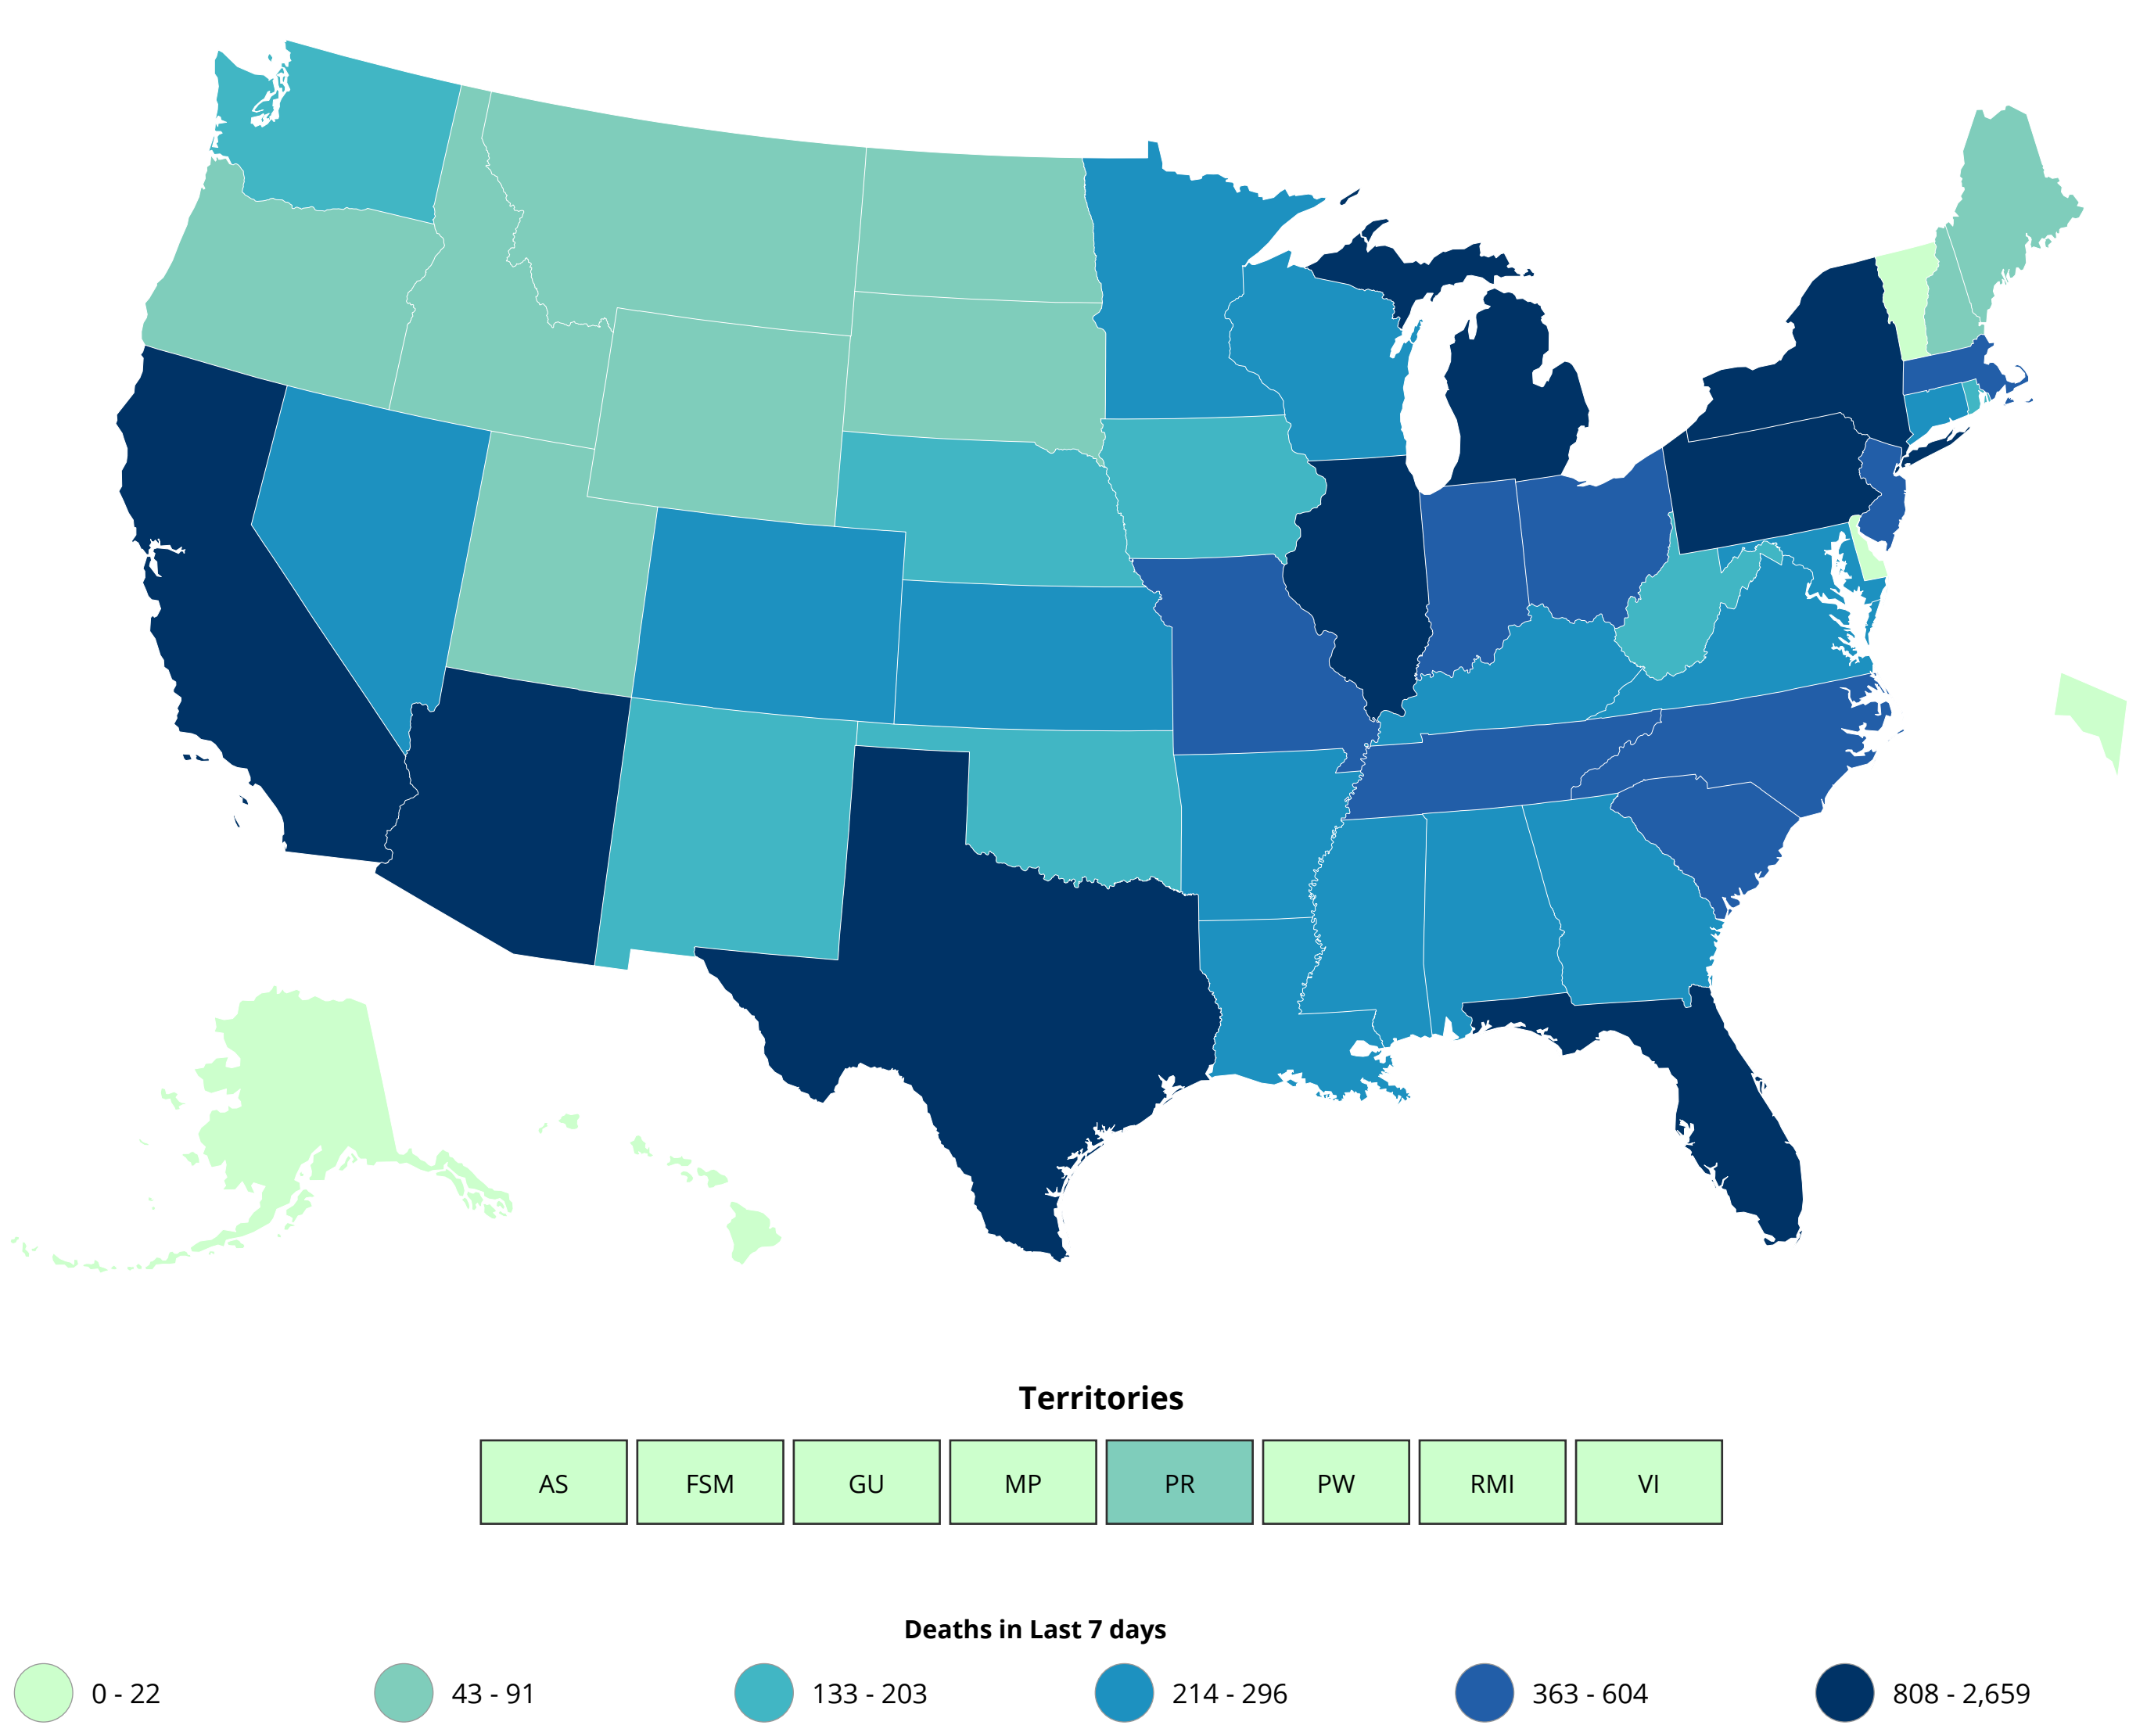 Territories
AS FSM GU MP PR PW RMI VI
Deaths in Last 7 days
0 - 22 43 - 91 133 - 203 214 - 296 363 - 604 808 - 2,659